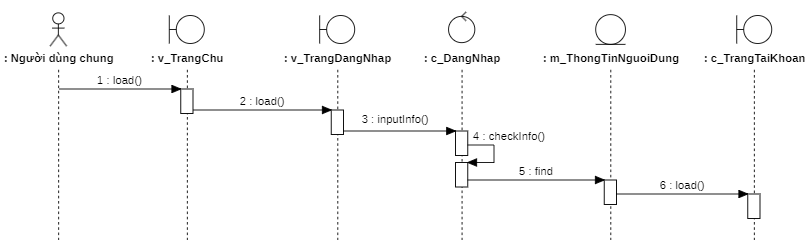 : Người dùng chung
: v_TrangChu
: v_TrangDangNhap
: c_DangNhap
: m_ThongTinNguoiDung
: c_TrangTaiKhoan
1 : load()
2 : load()
3 : inputInfo()
4 : checkInfo()
5 : find
6 : load()